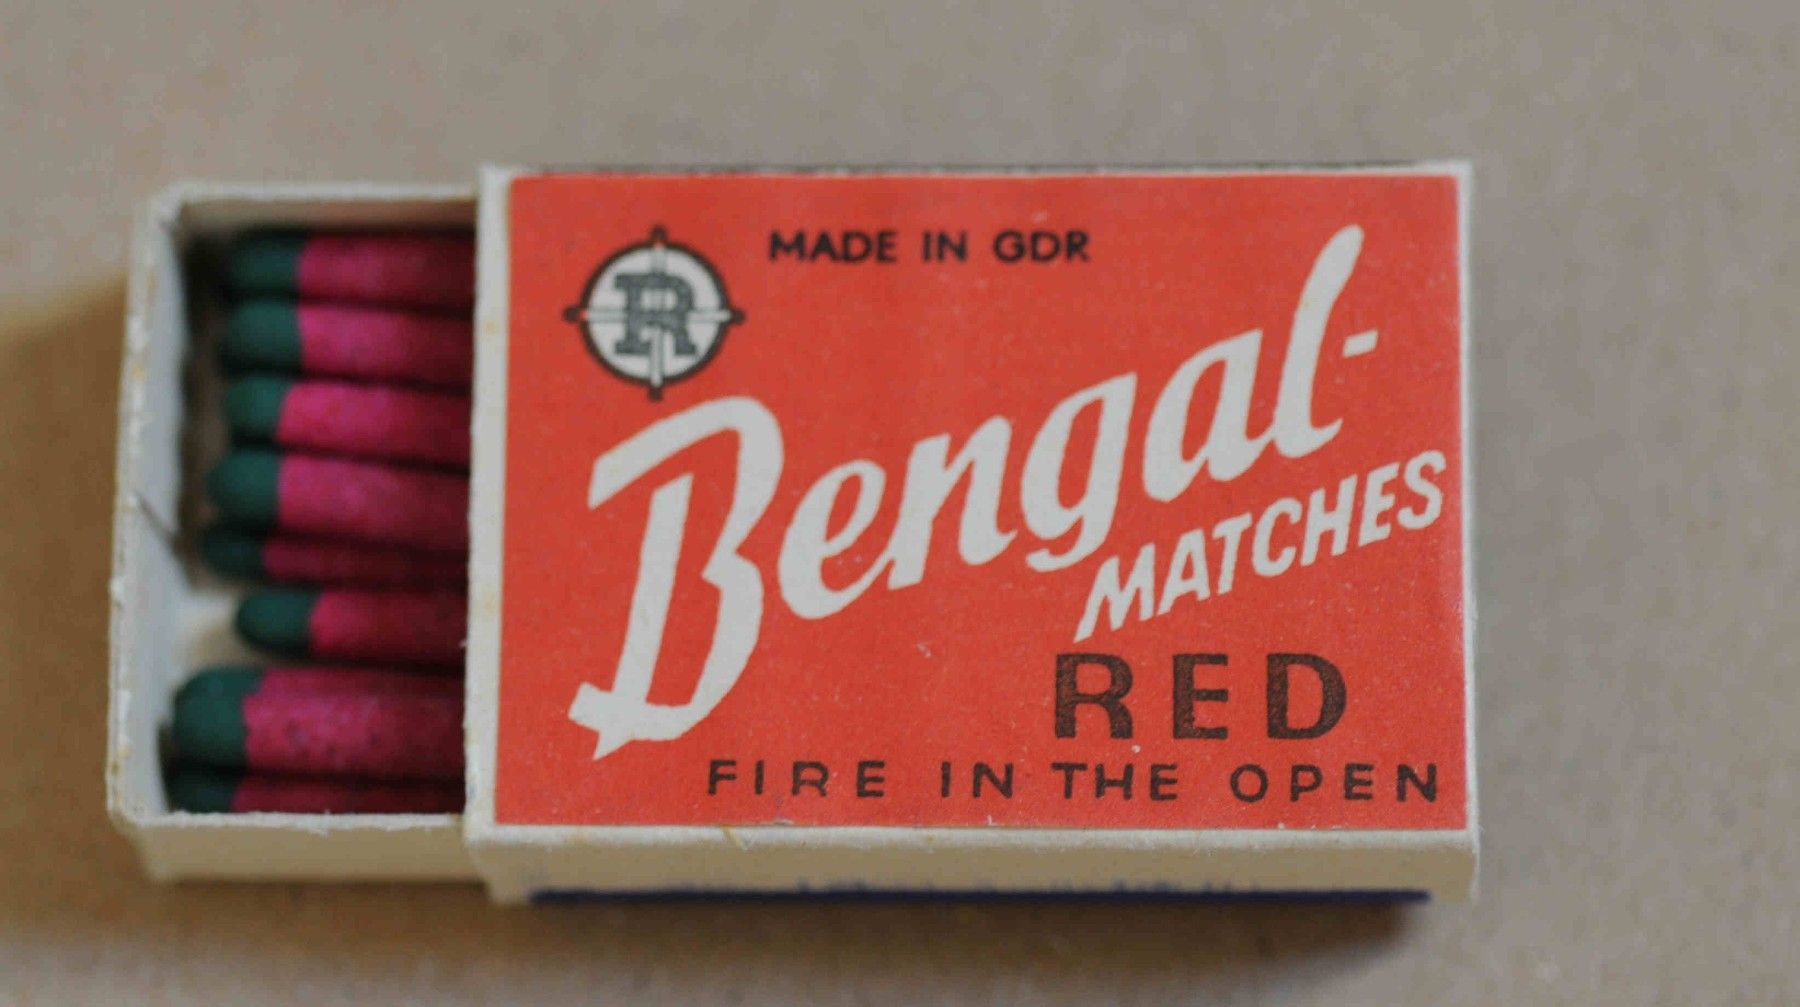 MADE IN GDR
R
Bengal-
MATCHES
RED
FIRE IN THE OPEN